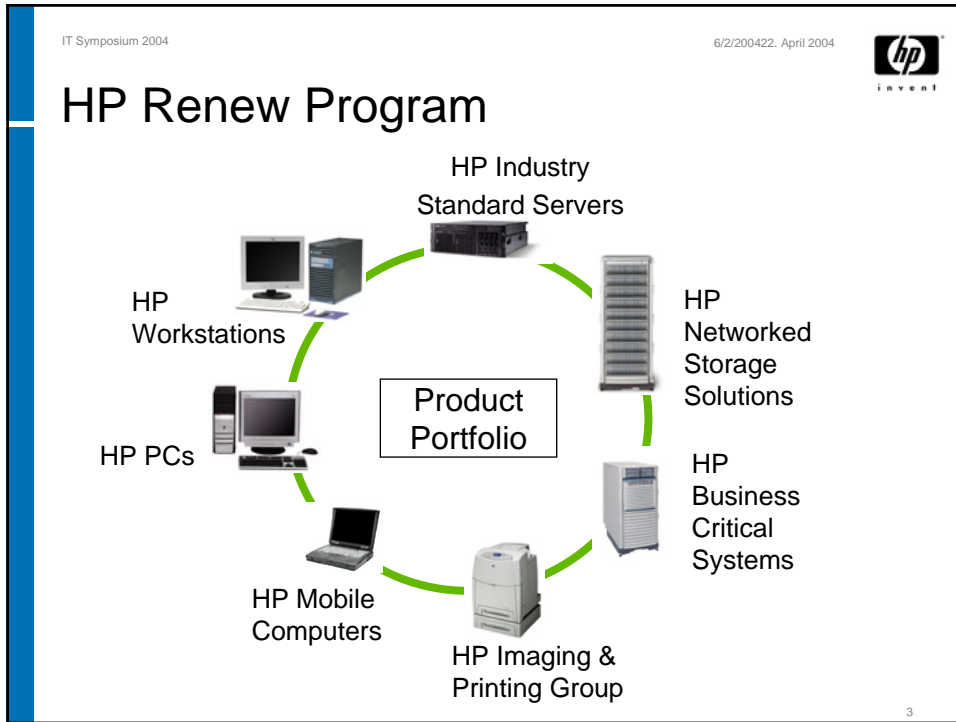 IT Symposium 2004
6/2/200422. April 2004
hp
invent
HP Renew Program
HP Industry
Standard Servers
HP
Networked
Storage
Solutions
HP
Business
Critical
Systems
HP Imaging &
Printing Group
HP Mobile
Computers
HP PCs
HP
Workstations
Product
Portfolio
3